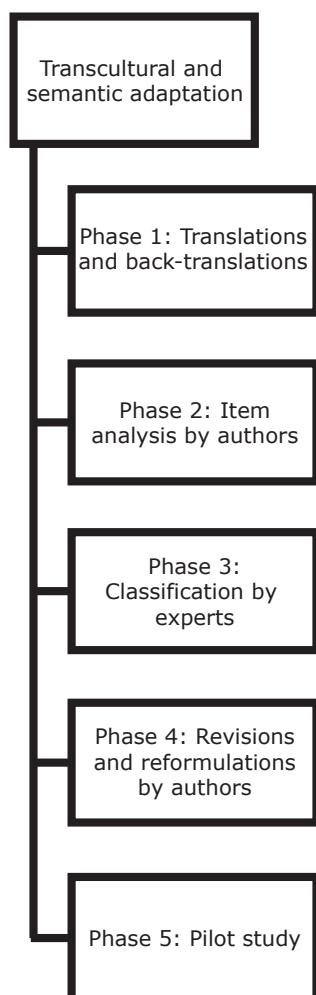 Transcultural and
semantic adaptation
Phase 1: Translations
and back-translations
Phase 2: Item
analysis by authors
Phase 3:
Classification by
experts
Phase 4: Revisions
and reformulations
by authors
Phase 5: Pilot study